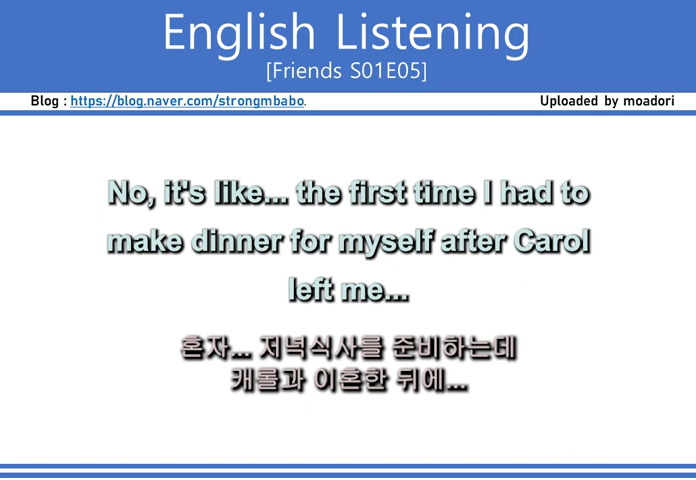 English Listening
[Friends S01E05]
Blog : https://blog.naver.com/strongmbabo. Uploaded by moadori
No, it's like... the first time I had to
make dinner for myself after Carol
left me...
혼자... 저녁식사를 준비하는데
캐롤과 이혼한 뒤에...